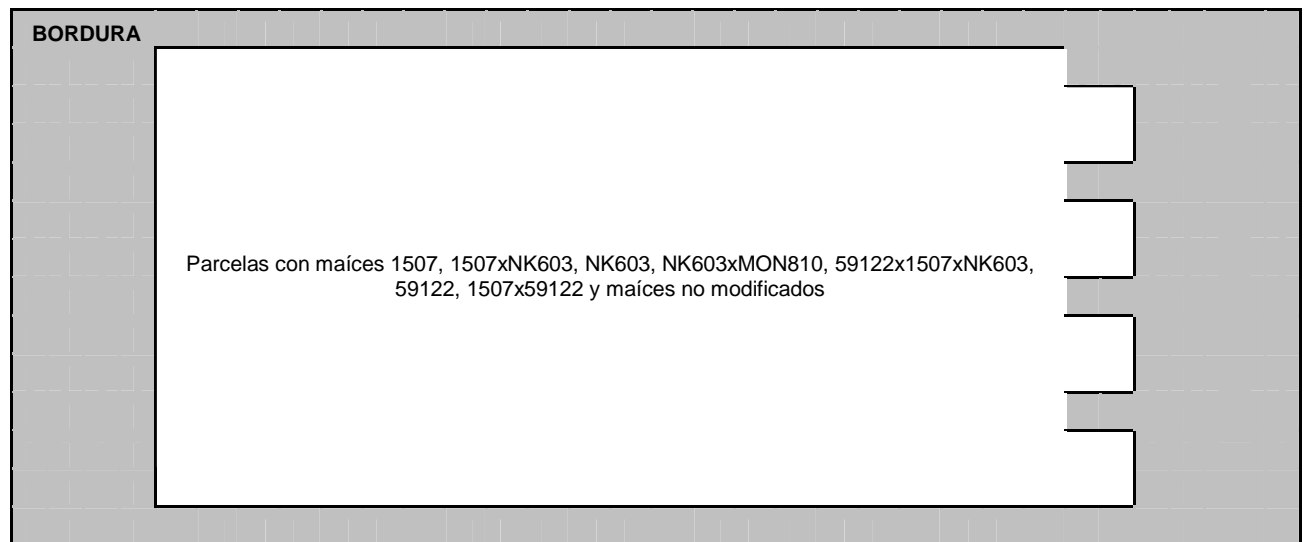 BORDURA
Parcelas con maíces 1507, 1507xNK603, NK603, NK603xMON810, 59122x1507xNK603,
59122, 1507x59122 y maíces no modificados